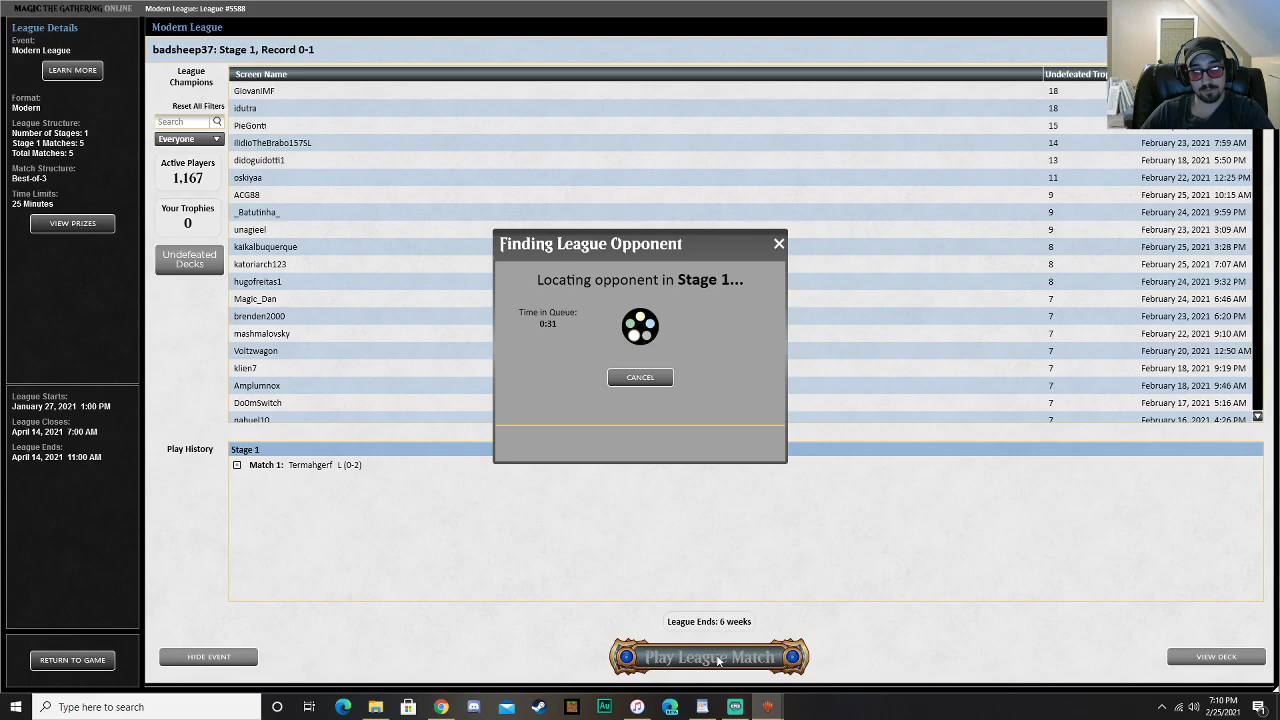 MAGIC THE GATHERING ONLINE
Modern League: League #5588
League Details
Event:
Modern League
LEARN MORE
Format:
Modern
League Structure:
Number of Stages: 1
Stage 1 Matches: 5
Total Matches: 5
Match Structure:
Best-of-3
Time Limits:
25 Minutes
VIEW PRIZES
League Starts:
January 27, 2021 1:00 PM
League Closes:
April 14, 2021 7:00 AM
League Ends:
April 14, 2021 11:00 AM
RETURN TO GAME
Modern League
badsheep37: Stage 1, Record 0-1
League Champions
Reset All Filters
Search
Everyone
Active Players
1,167
Your Trophies
0
Undefeated Decks
Screen Name Undefeated Tro
GiovaniMF 18
idutra 18
PieGonti 15
ilidioTheBrabo157SL 14 February 23, 2021 7:59 AM
didoguidotti1 13 February 18, 2021 5:50 PM
oskiyaa 11 February 22, 2021 12:25 PM
ACG88 9 February 25, 2021 10:15 AM
_Batutinha_ 9 February 24, 2021 9:59 PM
unagieel 9 February 23, 2021 3:09 AM
kaikalbuquerque 8 February 25, 2021 3:28 PM
katoriarch123 8 February 25, 2021 7:07 AM
hugofreitas1 8 February 24, 2021 9:32 PM
Magic_Dan 7 February 24, 2021 6:46 AM
brenden2000 7 February 23, 2021 6:20 PM
mashmalovsky 7 February 22, 2021 9:10 AM
Voltzwagon 7 February 20, 2021 12:50 AM
klien7 7 February 18, 2021 9:19 PM
Amplumnox 7 February 18, 2021 9:46 AM
Do0mSwitch 7 February 17, 2021 5:16 AM
nahuel10 7 February 16, 2021 4:26 PM
Finding League Opponent
Locating opponent in Stage 1...
Time in Queue:
0:31
CANCEL
Play History
Stage 1
Match 1: Termahgerf L (0-2)
League Ends: 6 weeks
HIDE EVENT
Play League Match
VIEW DECK
Type here to search
7:10 PM
2/25/2021